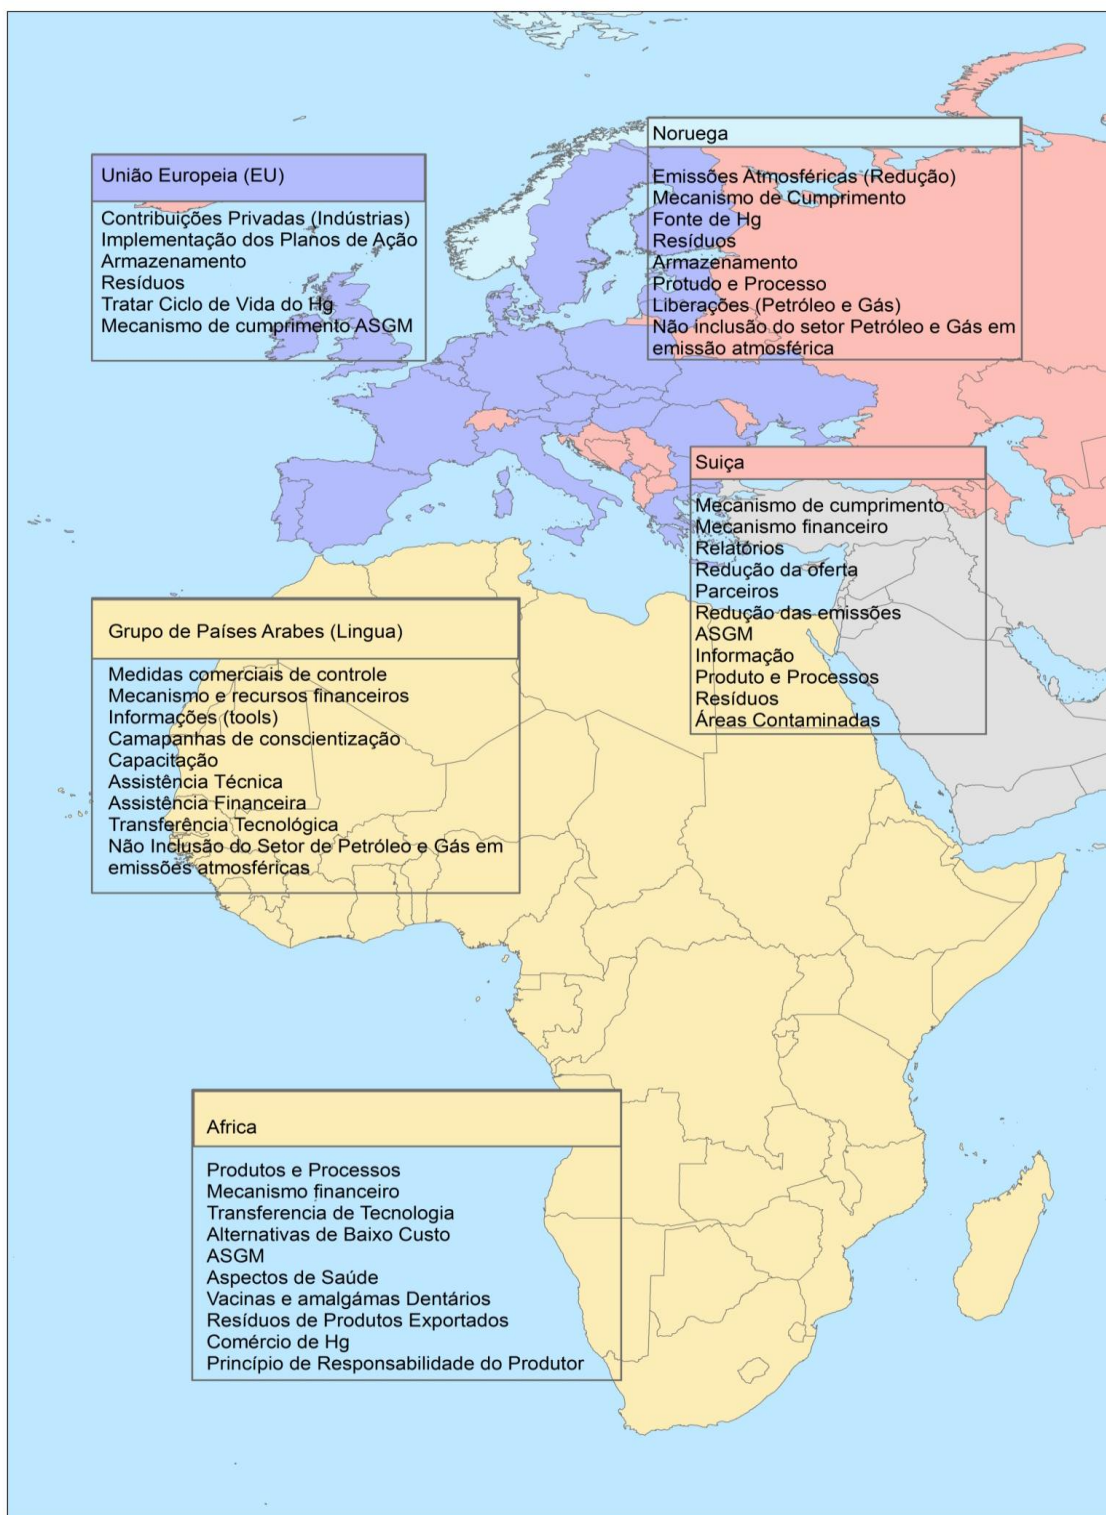 União Europeia (EU)
Contribuições Privadas (Indústrias)
Implementação dos Planos de Ação
Armazenamento
Resíduos
Tratar Ciclo de Vida do Hg
Mecanismo de cumprimento ASGM
Noruega
Emissões Atmosféricas (Redução)
Mecanismo de Cumprimento
Fonte de Hg
Resíduos
Armazenamento
Protudo e Processo
Liberações (Petróleo e Gás)
Não inclusão do setor Petróleo e Gás em
emissão atmosférica
Suiça
Mecanismo de cumprimento
Mecanismo financeiro
Relatórios
Redução da oferta
Parceiros
Redução das emissões
ASGM
Informação
Produto e Processos
Resíduos
Áreas Contaminadas
Grupo de Países Arabes (Lingua)
Medidas comerciais de controle
Mecanismo e recursos financeiros
Informações (tools)
Camapanhas de conscientização
Capacitação
Assistência Técnica
Assistência Financeira
Transferência Tecnológica
Não Inclusão do Setor de Petróleo e Gás em
emissões atmosféricas
Africa
Produtos e Processos
Mecanismo financeiro
Transferencia de Tecnologia
Alternativas de Baixo Custo
ASGM
Aspectos de Saúde
Vacinas e amalgámas Dentários
Resíduos de Produtos Exportados
Comércio de Hg
Princípio de Responsabilidade do Produtor